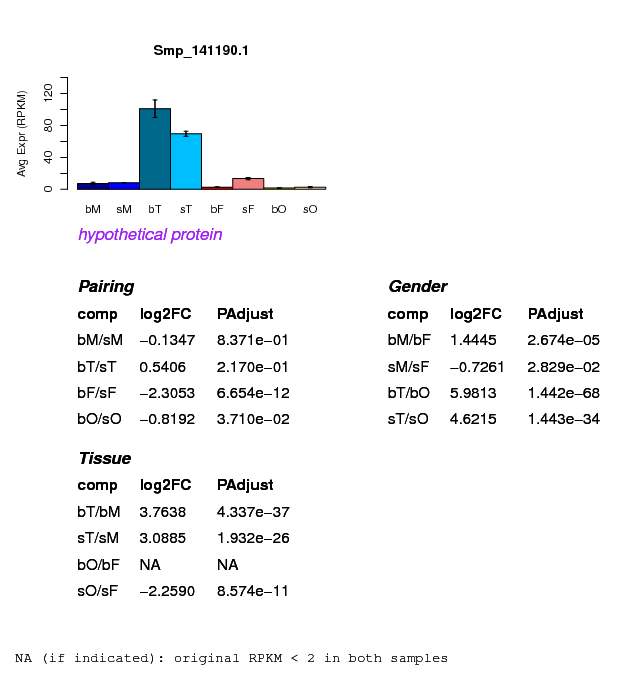 Smp_141190.1
Avg Expr (RPKM)
0 40 80 120
bM sM bT sT bF sF bO sO
hypothetical protein
Pairing
comp log2FC PAdjust
bM/sM −0.1347 8.371e−01
bT/sT 0.5406 2.170e−01
bF/sF −2.3053 6.654e−12
bO/sO −0.8192 3.710e−02
Gender
comp log2FC PAdjust
bM/bF 1.4445 2.674e−05
sM/sF −0.7261 2.829e−02
bT/bO 5.9813 1.442e−68
sT/sO 4.6215 1.443e−34
Tissue
comp log2FC PAdjust
bT/bM 3.7638 4.337e−37
sT/sM 3.0885 1.932e−26
bO/bF NA NA
sO/sF −2.2590 8.574e−11
NA (if indicated): original RPKM < 2 in both samples